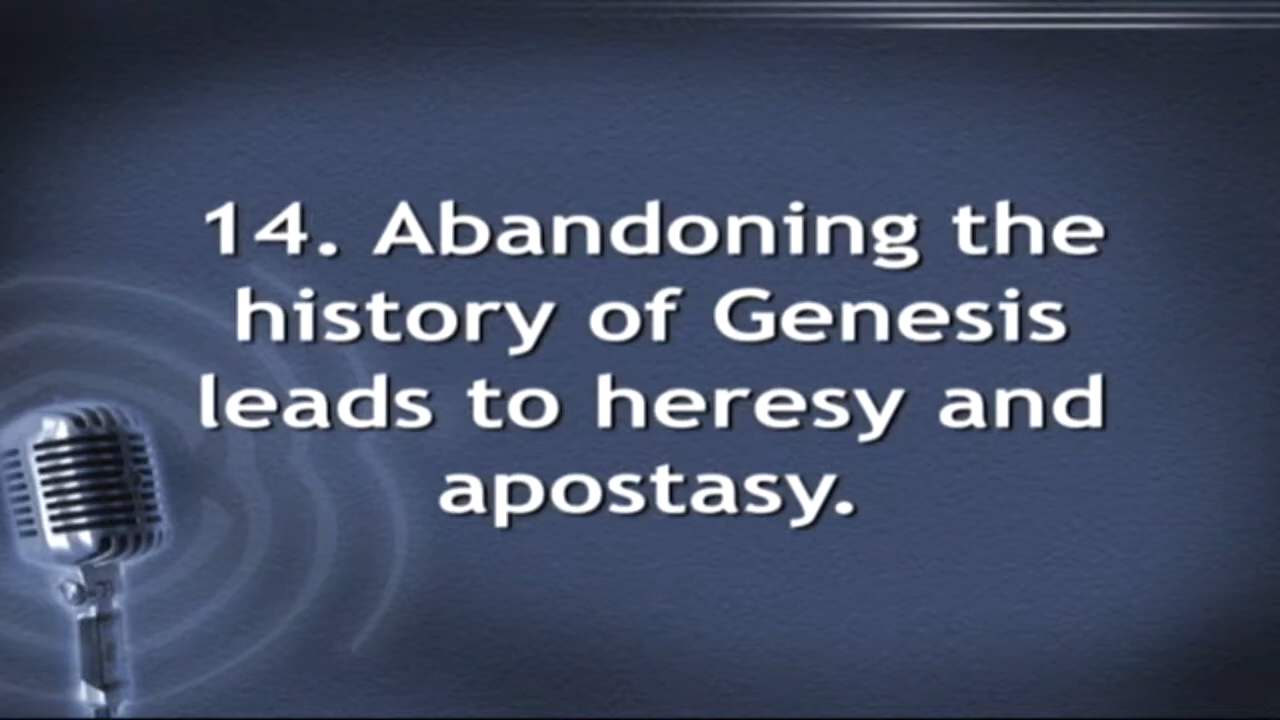 14. Abandoning the
history of Genesis
leads to heresy and
apostasy.